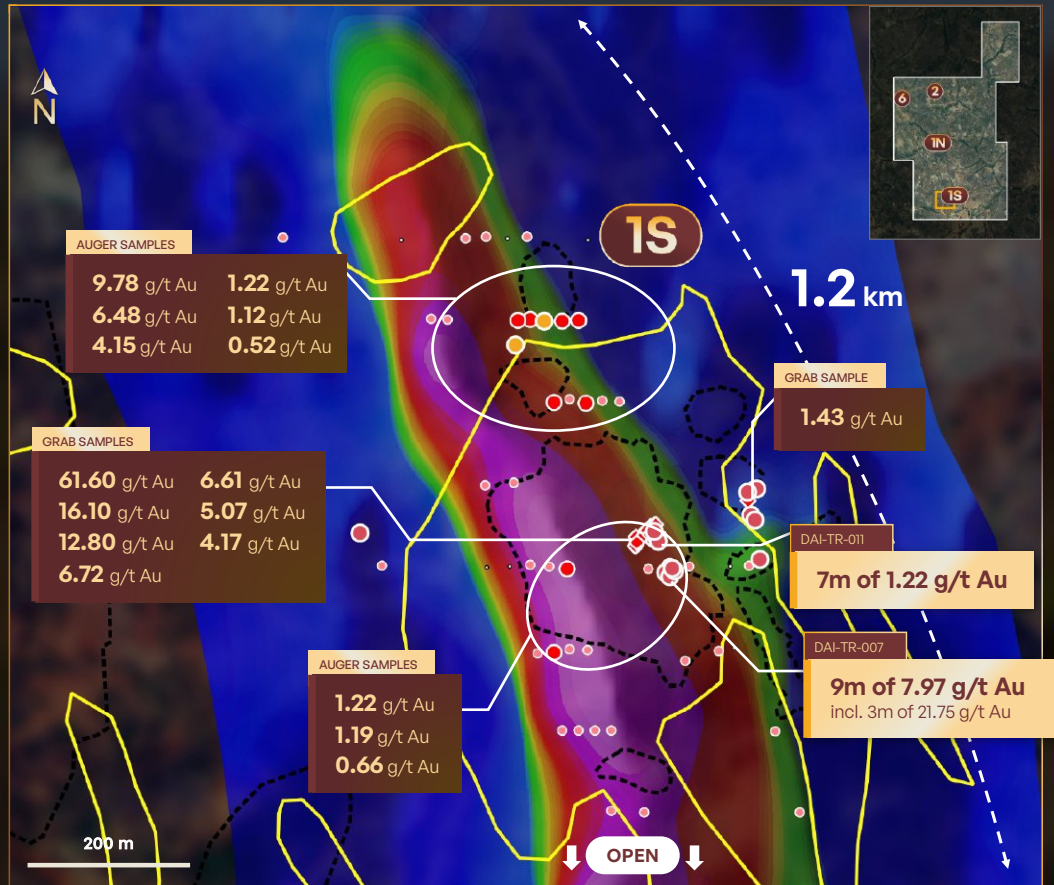 N
6
2
1N
1S
1S
1.2 km
AUGER SAMPLES
9.78 g/t Au 1.22 g/t Au
6.48 g/t Au 1.12 g/t Au
4.15 g/t Au 0.52 g/t Au
GRAB SAMPLE
1.43 g/t Au
GRAB SAMPLES
61.60 g/t Au 6.61 g/t Au
16.10 g/t Au 5.07 g/t Au
12.80 g/t Au 4.17 g/t Au
6.72 g/t Au
DAI-TR-011
7m of 1.22 g/t Au
DAI-TR-007
9m of 7.97 g/t Au
incl. 3m of 21.75 g/t Au
AUGER SAMPLES
1.22 g/t Au
1.19 g/t Au
0.66 g/t Au
200 m
OPEN